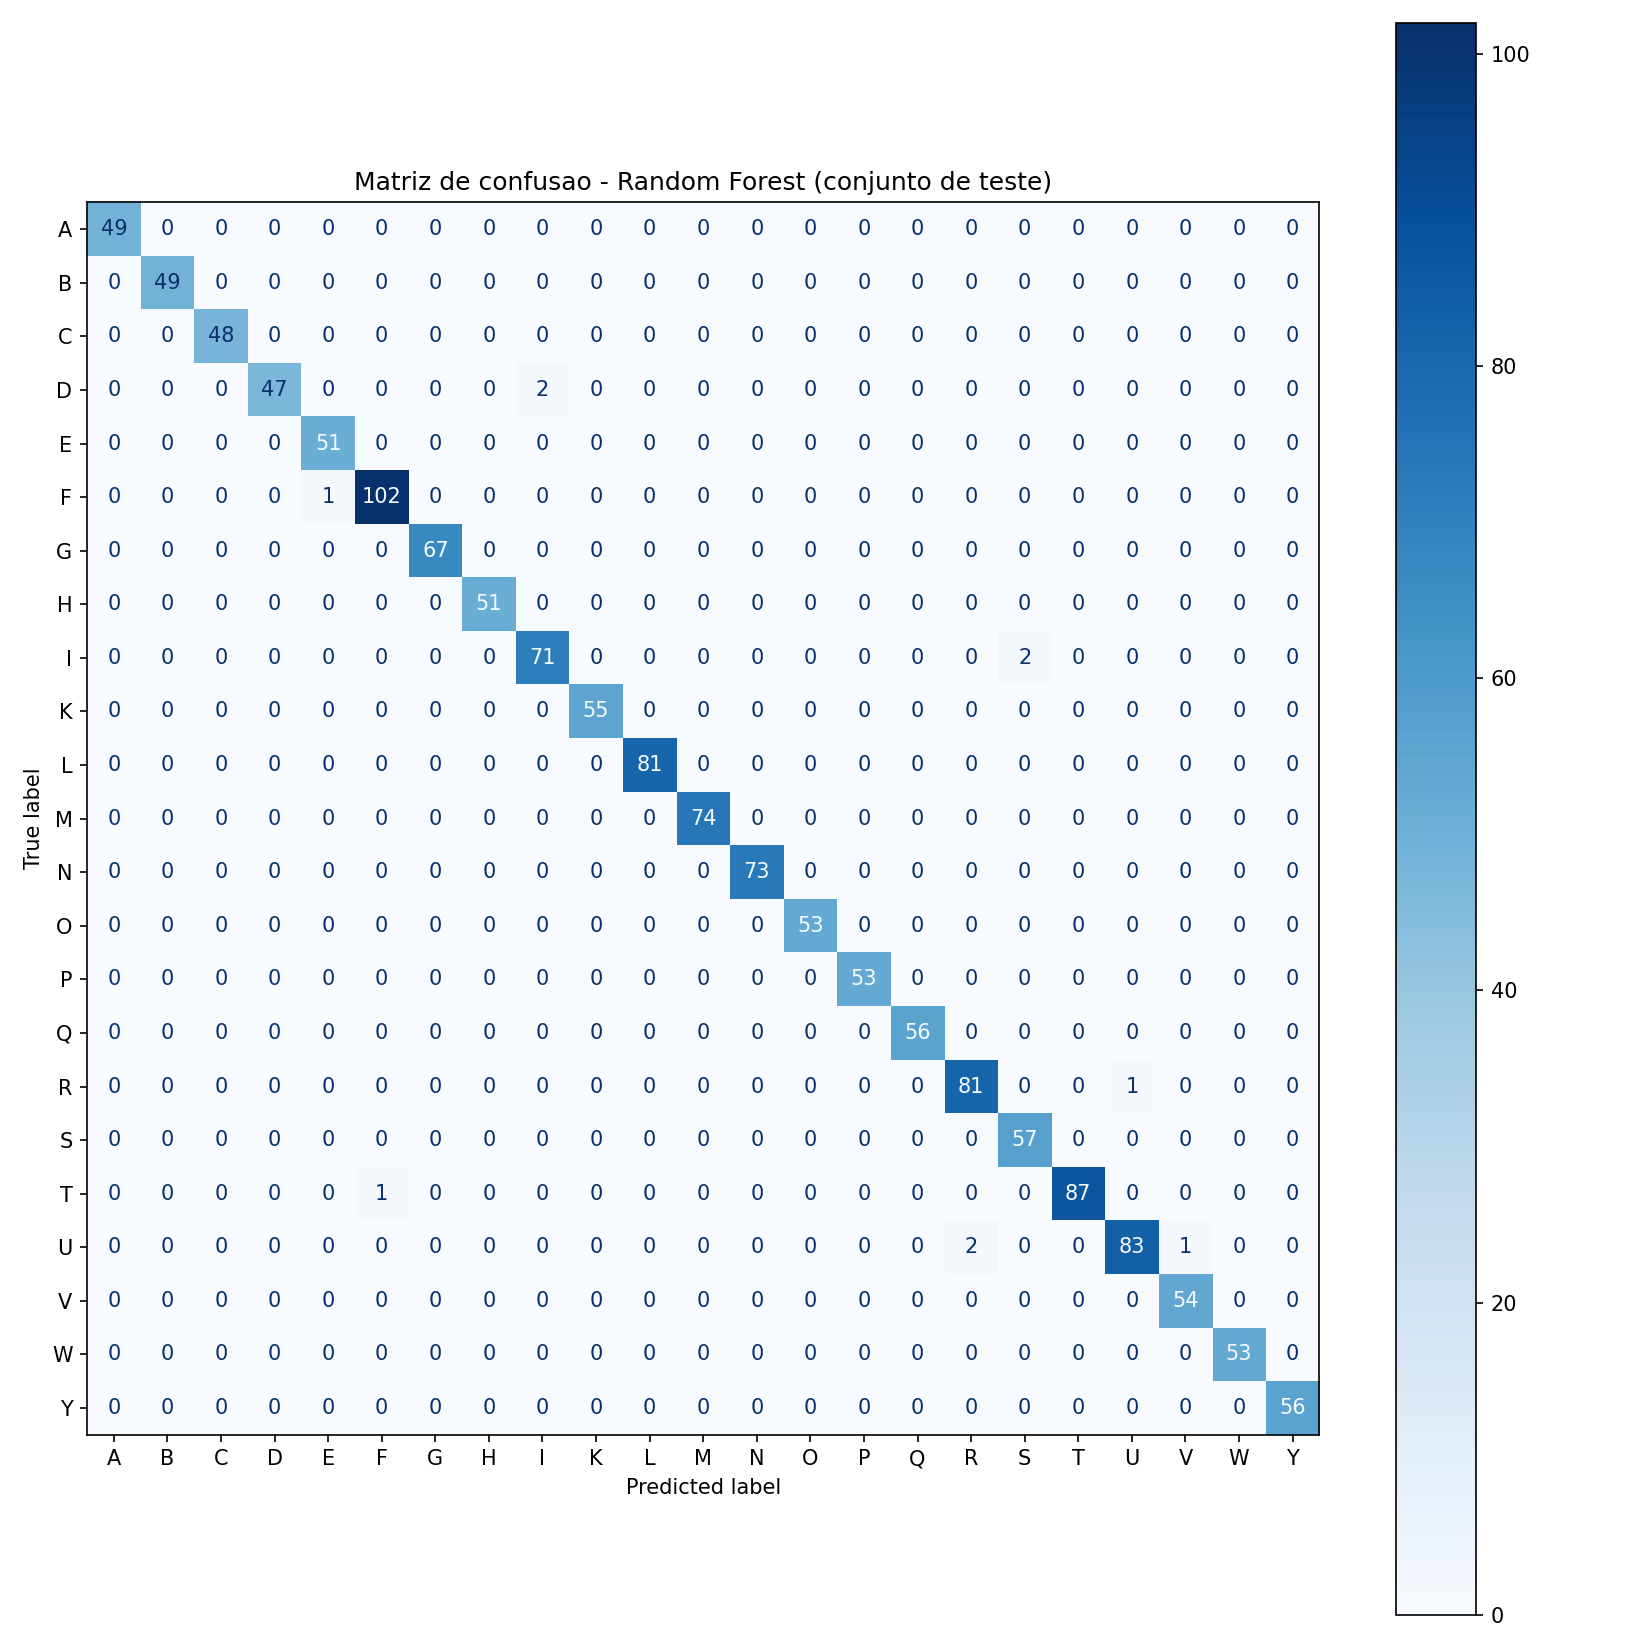 Matriz de confusao - Random Forest (conjunto de teste)
A 49 0 0 0 0 0 0 0 0 0 0 0 0 0 0 0 0 0 0 0 0 0 0
B 0 49 0 0 0 0 0 0 0 0 0 0 0 0 0 0 0 0 0 0 0 0 0
C 0 0 48 0 0 0 0 0 0 0 0 0 0 0 0 0 0 0 0 0 0 0 0
D 0 0 0 47 0 0 0 0 2 0 0 0 0 0 0 0 0 0 0 0 0 0 0
E 0 0 0 0 51 0 0 0 0 0 0 0 0 0 0 0 0 0 0 0 0 0 0
F 0 0 0 0 1 102 0 0 0 0 0 0 0 0 0 0 0 0 0 0 0 0 0
G 0 0 0 0 0 0 67 0 0 0 0 0 0 0 0 0 0 0 0 0 0 0 0
H 0 0 0 0 0 0 0 51 0 0 0 0 0 0 0 0 0 0 0 0 0 0 0
I 0 0 0 0 0 0 0 0 71 0 0 0 0 0 0 0 0 2 0 0 0 0 0
K 0 0 0 0 0 0 0 0 0 55 0 0 0 0 0 0 0 0 0 0 0 0 0
L 0 0 0 0 0 0 0 0 0 0 81 0 0 0 0 0 0 0 0 0 0 0 0
M 0 0 0 0 0 0 0 0 0 0 0 74 0 0 0 0 0 0 0 0 0 0 0
N 0 0 0 0 0 0 0 0 0 0 0 0 73 0 0 0 0 0 0 0 0 0 0
O 0 0 0 0 0 0 0 0 0 0 0 0 0 53 0 0 0 0 0 0 0 0 0
P 0 0 0 0 0 0 0 0 0 0 0 0 0 0 53 0 0 0 0 0 0 0 0
Q 0 0 0 0 0 0 0 0 0 0 0 0 0 0 0 56 0 0 0 0 0 0 0
R 0 0 0 0 0 0 0 0 0 0 0 0 0 0 0 0 81 0 0 1 0 0 0
S 0 0 0 0 0 0 0 0 0 0 0 0 0 0 0 0 0 57 0 0 0 0 0
T 0 0 0 0 0 1 0 0 0 0 0 0 0 0 0 0 0 0 87 0 0 0 0
U 0 0 0 0 0 0 0 0 0 0 0 0 0 0 0 0 2 0 0 83 1 0 0
V 0 0 0 0 0 0 0 0 0 0 0 0 0 0 0 0 0 0 0 0 54 0 0
W 0 0 0 0 0 0 0 0 0 0 0 0 0 0 0 0 0 0 0 0 0 53 0
Y 0 0 0 0 0 0 0 0 0 0 0 0 0 0 0 0 0 0 0 0 0 0 56
A B C D E F G H I K L M N O P Q R S T U V W Y
Predicted label
True label
100
80
60
40
20
0